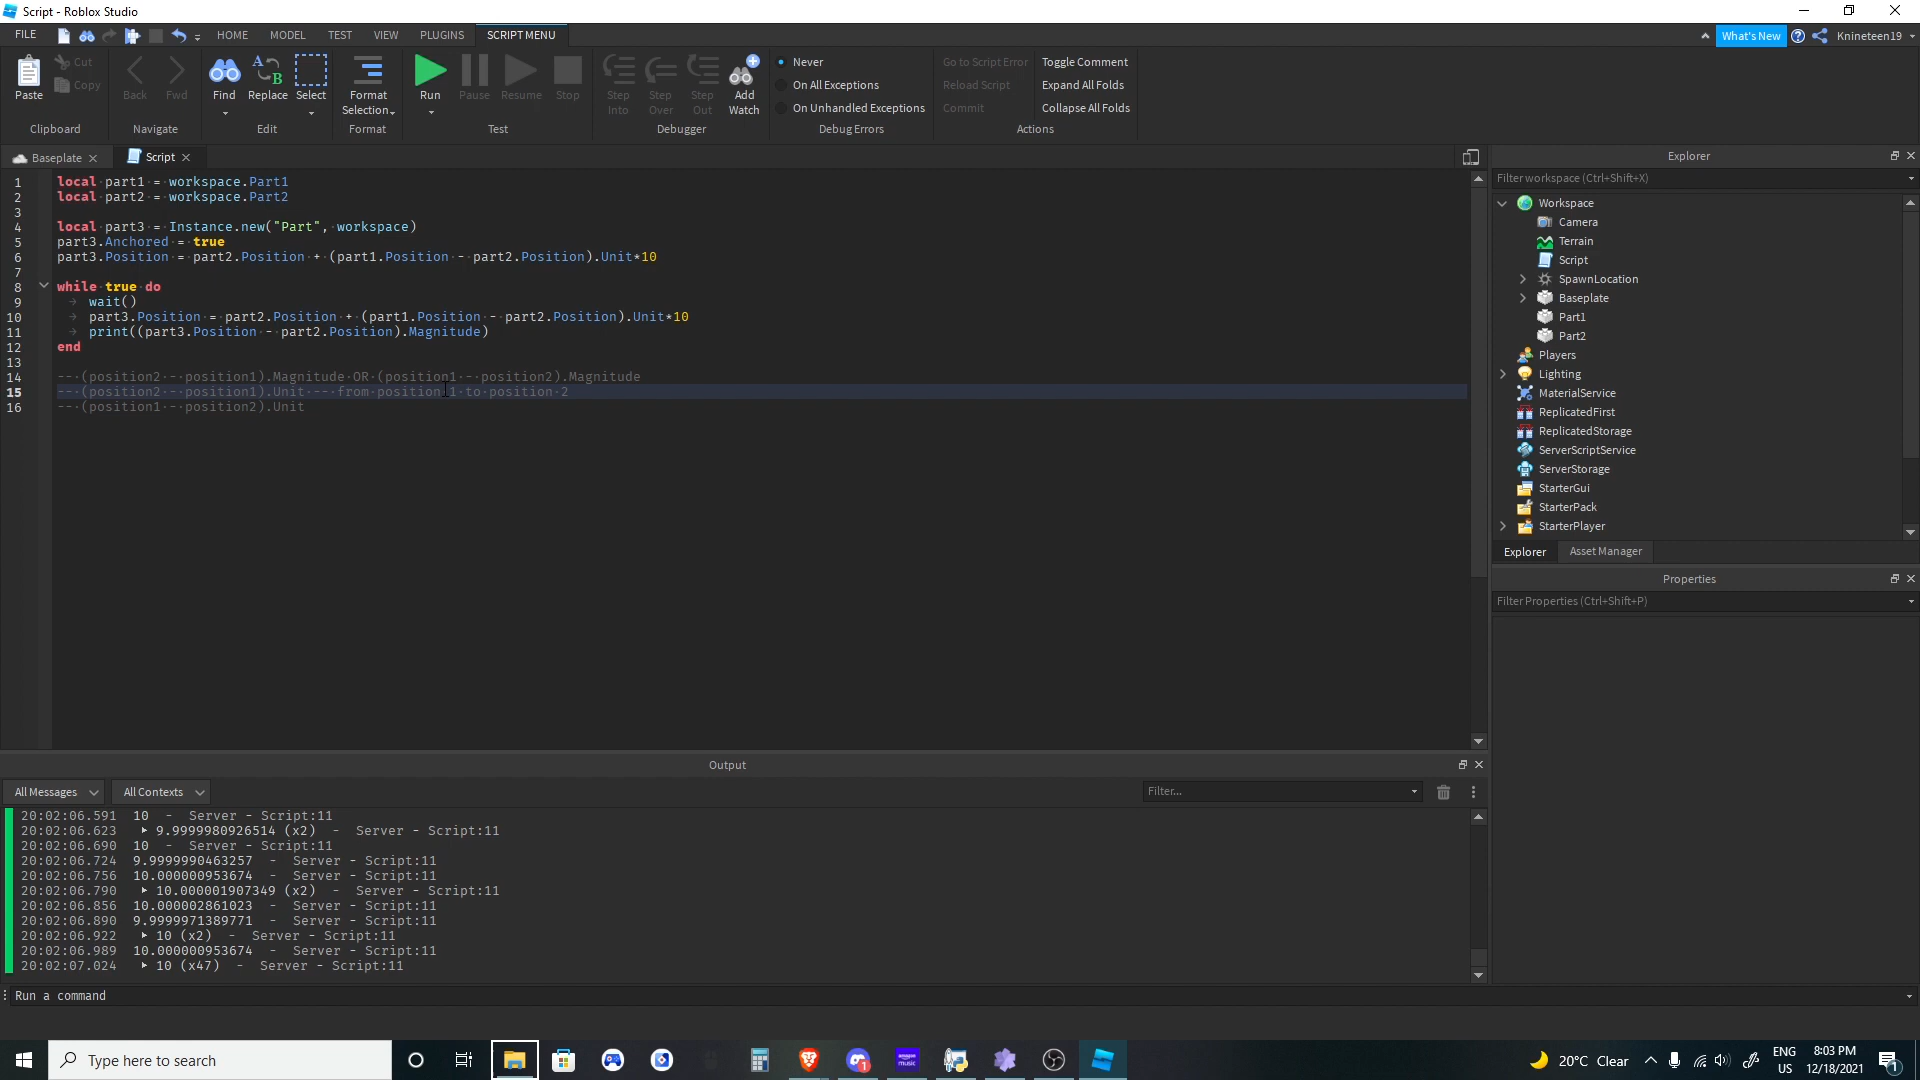 Script - Roblox Studio
FILE
HOME
MODEL
TEST
VIEW
PLUGINS
SCRIPT MENU
What's New
Knineteen19
Paste
Cut
Copy
Clipboard
Back
Fwd
Navigate
Find
Replace
Select
Edit
Format
Selection
Format
Run
Pause
Resume
Stop
Test
Step
Into
Step
Over
Step
Out
Add
Watch
Debugger
Never
On All Exceptions
On Unhandled Exceptions
Debug Errors
Go to Script Error
Reload Script
Commit
Toggle Comment
Expand All Folds
Collapse All Folds
Actions
Baseplate
Script
1 local part1 = workspace.Part1
2 local part2 = workspace.Part2
3
4 local part3 = Instance.new("Part", workspace)
5 part3.Anchored = true
6 part3.Position = part2.Position + (part1.Position - part2.Position).Unit*10
7
8 while true do
9 wait()
10 part3.Position = part2.Position + (part1.Position - part2.Position).Unit*10
11 print((part3.Position - part2.Position).Magnitude)
12 end
13
14 -- (position2 - position1).Magnitude OR (position1 - position2).Magnitude
15 -- (position2 - position1).Unit -- from position 1 to position 2
16 -- (position1 - position2).Unit
Explorer
Filter workspace (Ctrl+Shift+X)
Workspace
Camera
Terrain
Script
SpawnLocation
Baseplate
Part1
Part2
Players
Lighting
MaterialService
ReplicatedFirst
ReplicatedStorage
ServerScriptService
ServerStorage
StarterGui
StarterPack
StarterPlayer
Explorer
Asset Manager
Properties
Filter Properties (Ctrl+Shift+P)
Output
All Messages
All Contexts
Filter...
20:02:06.591 10 - Server - Script:11
20:02:06.623 9.9999980926514 (x2) - Server - Script:11
20:02:06.690 10 - Server - Script:11
20:02:06.724 9.9999990463257 - Server - Script:11
20:02:06.756 10.000000953674 - Server - Script:11
20:02:06.790 10.000001907349 (x2) - Server - Script:11
20:02:06.856 10.000002861023 - Server - Script:11
20:02:06.890 9.9999971389771 - Server - Script:11
20:02:06.922 10 (x2) - Server - Script:11
20:02:06.989 10.000000953674 - Server - Script:11
20:02:07.024 10 (x47) - Server - Script:11
Run a command
Type here to search
20°C Clear
ENG
US
8:03 PM
12/18/2021